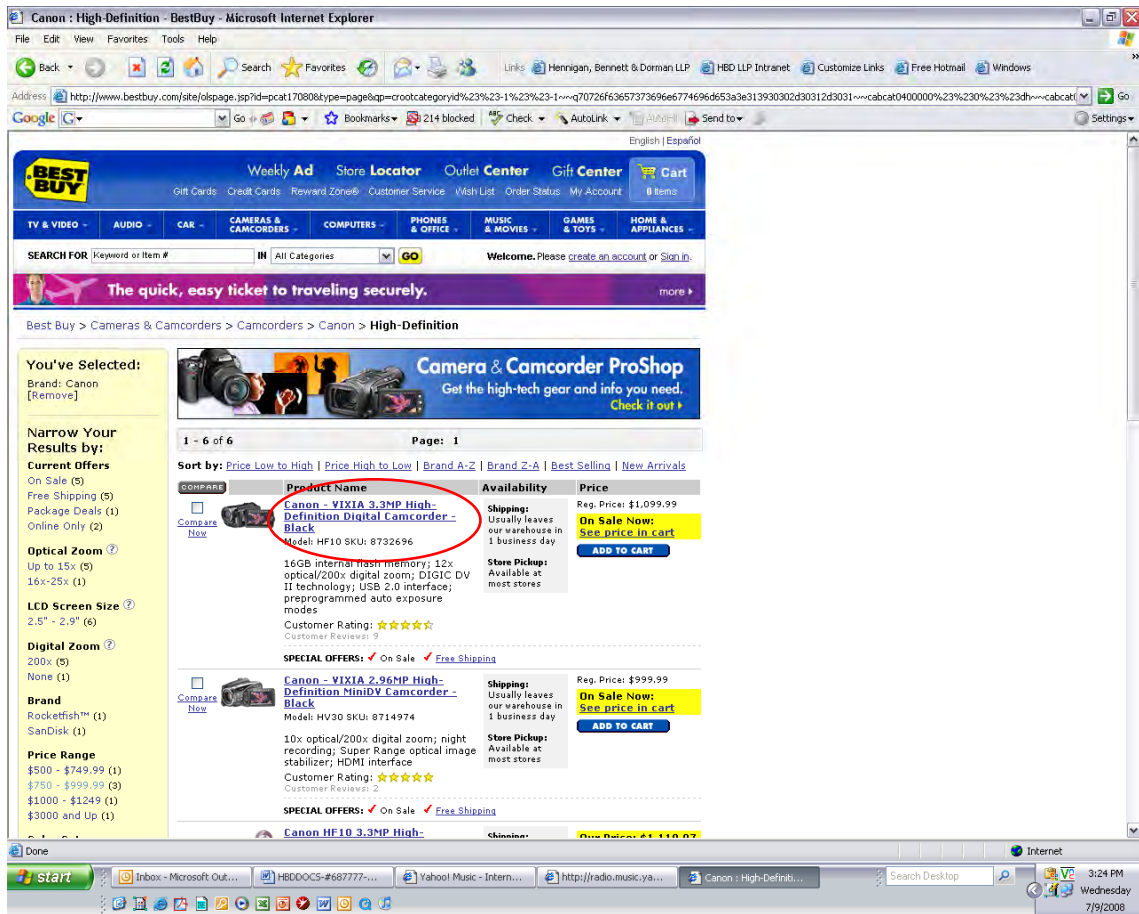 Canon : High-Definition - BestBuy - Microsoft Internet Explorer
File Edit View Favorites Tools Help
Back Search Favorites Links Hennigan, Bennett & Dorman LLP HBD LLP Intranet Customize Links Free Hotmail Windows »
Address http://www.bestbuy.com/site/olspage.jsp?id=pcat17080&type=page&qp=crootcategoryid%23%23-1%23%23-1~~q70726f63657373696e6774696d653a3e313930302d30312d3031~~cabcat0400000%23%230%23%23dh~~cabcat( Go
Google G Go Bookmarks 214 blocked Check AutoLink AutoFill Send to Settings
English | Español
BEST BUY
Weekly Ad Store Locator Outlet Center Gift Center Cart
Gift Cards Credit Cards Reward Zone® Customer Service Wish List Order Status My Account 0 Items
TV & VIDEO AUDIO CAR CAMERAS & CAMCORDERS COMPUTERS PHONES & OFFICE MUSIC & MOVIES GAMES & TOYS HOME & APPLIANCES
SEARCH FOR Keyword or Item # IN All Categories GO Welcome. Please create an account or Sign in.
The quick, easy ticket to traveling securely. more
Best Buy > Cameras & Camcorders > Camcorders > Canon > High-Definition
You've Selected:
Brand: Canon
[Remove]
Narrow Your
Results by:
Current Offers
On Sale (5)
Free Shipping (5)
Package Deals (1)
Online Only (2)
Optical Zoom ?
Up to 15x (5)
16x-25x (1)
LCD Screen Size ?
2.5" - 2.9" (6)
Digital Zoom ?
200x (5)
None (1)
Brand
Rocketfish™ (1)
SanDisk (1)
Price Range
$500 - $749.99 (1)
$750 - $999.99 (3)
$1000 - $1249 (1)
$3000 and Up (1)
Camera & Camcorder ProShop
Get the high-tech gear and info you need.
Check it out
1 - 6 of 6 Page: 1
Sort by: Price Low to High | Price High to Low | Brand A-Z | Brand Z-A | Best Selling | New Arrivals
COMPARE Product Name Availability Price
Compare
Now
Canon - VIXIA 3.3MP High-
Definition Digital Camcorder -
Black
Model: HF10 SKU: 8732696
16GB internal flash memory; 12x
optical/200x digital zoom; DIGIC DV
II technology; USB 2.0 interface;
preprogrammed auto exposure
modes
Customer Rating:
Customer Reviews: 9
SPECIAL OFFERS: On Sale Free Shipping
Shipping:
Usually leaves
our warehouse in
1 business day
Store Pickup:
Available at
most stores
Reg. Price: $1,099.99
On Sale Now:
See price in cart
ADD TO CART
Compare
Now
Canon - VIXIA 2.96MP High-
Definition MiniDV Camcorder -
Black
Model: HV30 SKU: 8714974
10x optical/200x digital zoom; night
recording; Super Range optical image
stabilizer; HDMI interface
Customer Rating:
Customer Reviews: 2
SPECIAL OFFERS: On Sale Free Shipping
Shipping:
Usually leaves
our warehouse in
1 business day
Store Pickup:
Available at
most stores
Reg. Price: $999.99
On Sale Now:
See price in cart
ADD TO CART
Canon HF10 3.3MP High-
Shipping:
Our Price: $1,119.97
Done Internet
start Inbox - Microsoft Out... HBDDOCS-#687777-... Yahoo! Music - Intern... http://radio.music.ya... Canon : High-Definiti... Search Desktop 3:24 PM
Wednesday
7/9/2008